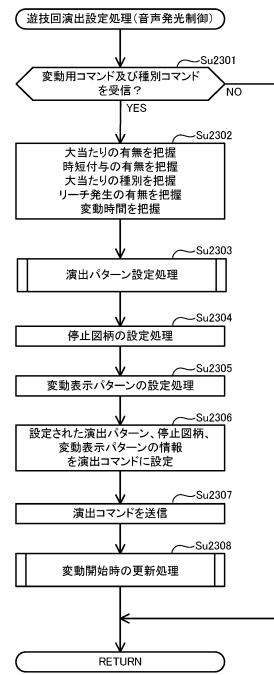 遊技回演出設定処理(音声発光制御)
Su2301
変動用コマンド及び種別コマンド
を受信?
NO
YES
Su2302
大当たりの有無を把握
時短付与の有無を把握
大当たりの種別を把握
リーチ発生の有無を把握
変動時間を把握
Su2303
演出パターン設定処理
Su2304
停止図柄の設定処理
Su2305
変動表示パターンの設定処理
Su2306
設定された演出パターン、停止図柄、
変動表示パターンの情報
を演出コマンドに設定
Su2307
演出コマンドを送信
Su2308
変動開始時の更新処理
RETURN